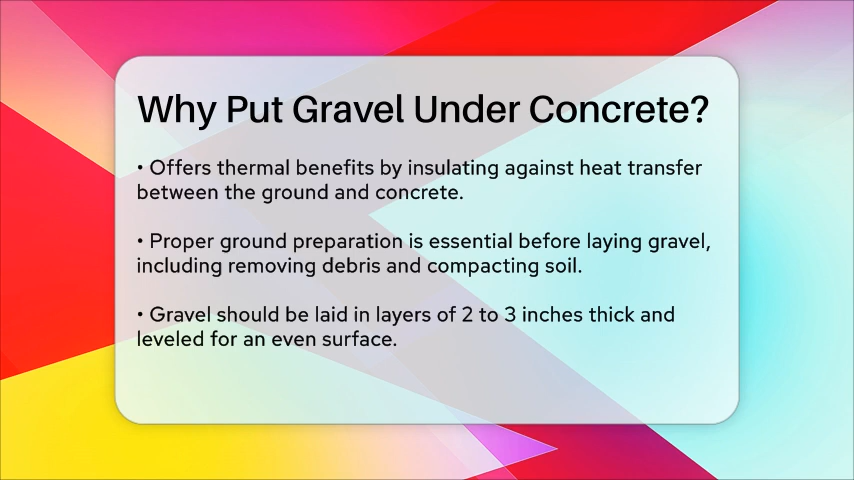 Why Put Gravel Under Concrete?
• Offers thermal benefits by insulating against heat transfer
between the ground and concrete.
• Proper ground preparation is essential before laying gravel,
including removing debris and compacting soil.
• Gravel should be laid in layers of 2 to 3 inches thick and
leveled for an even surface.